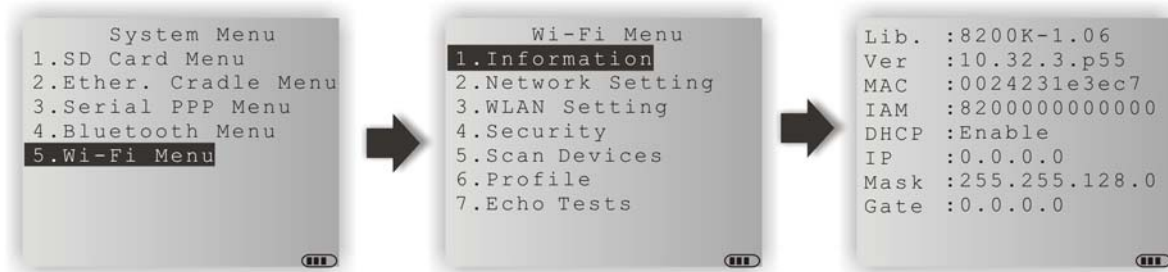 System Menu
1.SD Card Menu
2.Ether. Cradle Menu
3.Serial PPP Menu
4.Bluetooth Menu
5.Wi-Fi Menu
Wi-Fi Menu
1.Information
2.Network Setting
3.WLAN Setting
4.Security
5.Scan Devices
6.Profile
7.Echo Tests
Lib. :8200K-1.06
Ver :10.32.3.p55
MAC :0024231e3ec7
IAM :8200000000000
DHCP :Enable
IP :0.0.0.0
Mask :255.255.128.0
Gate :0.0.0.0